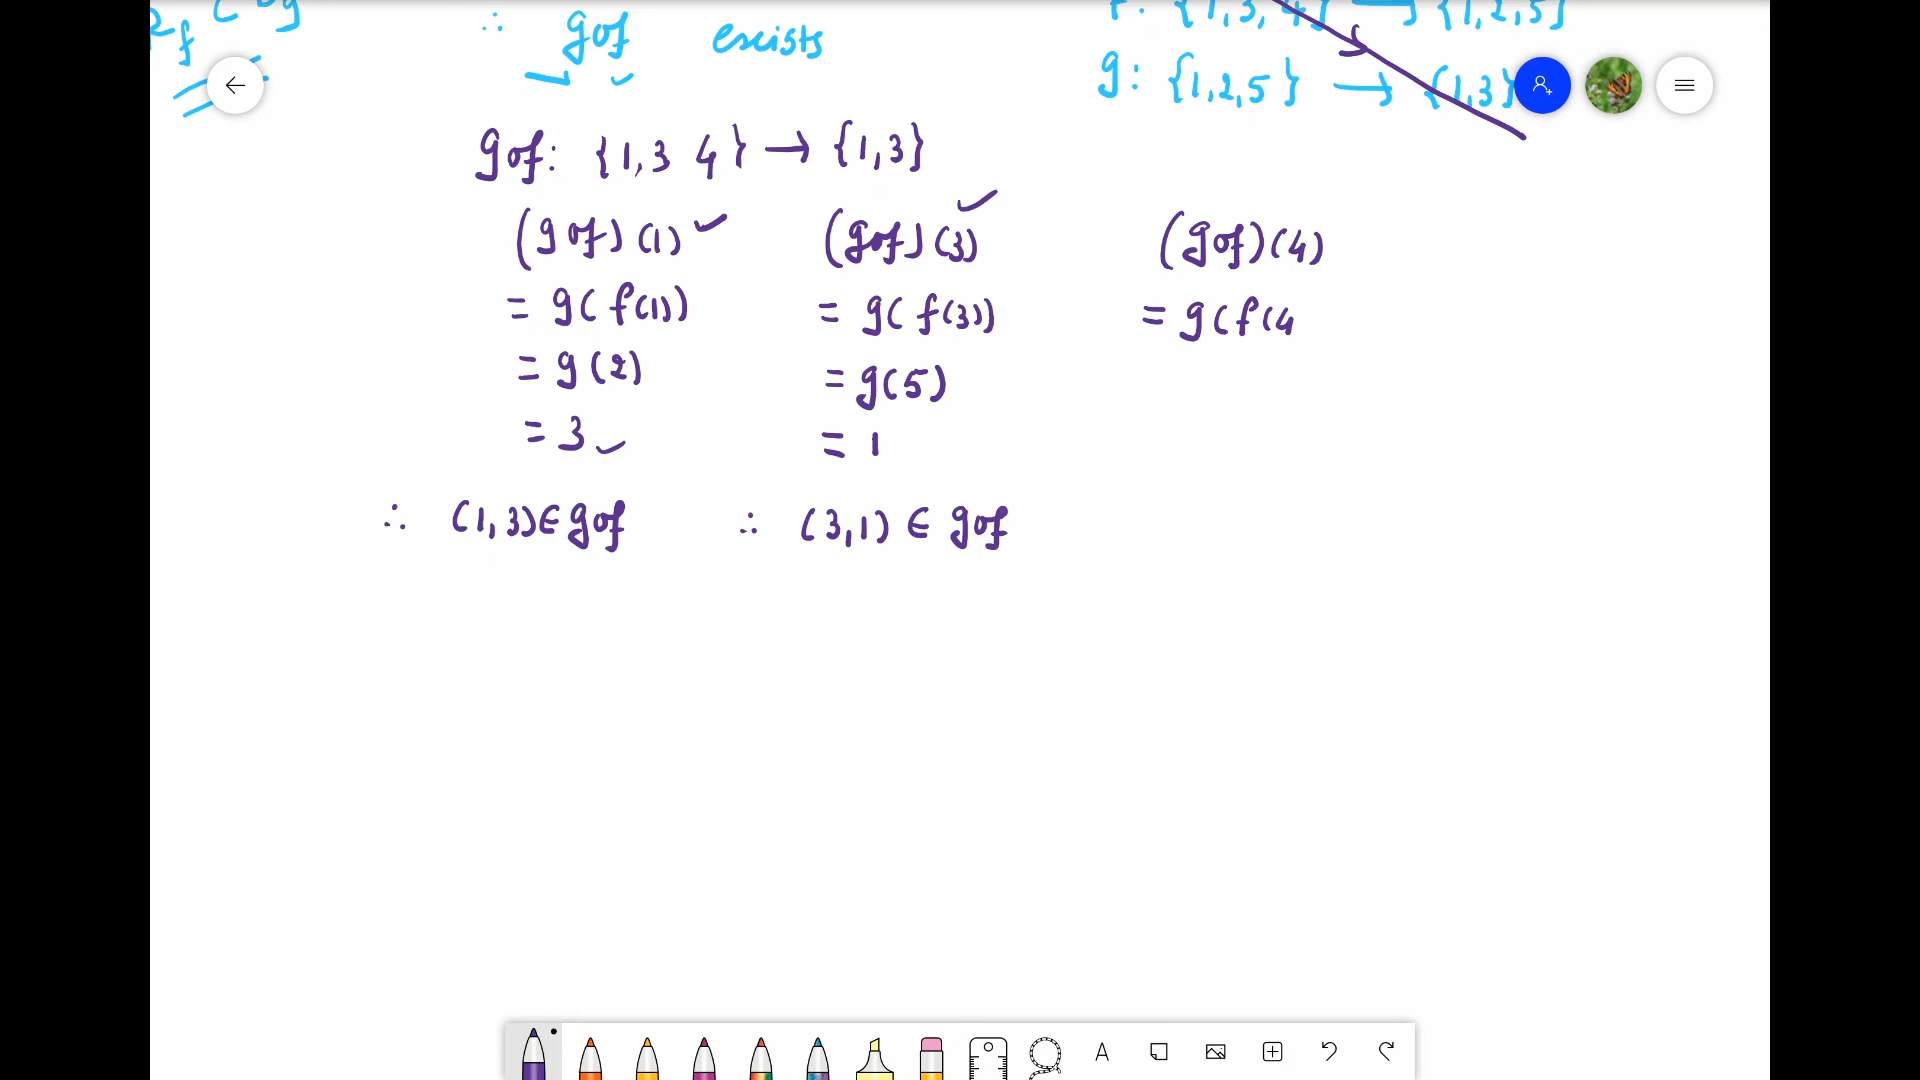 ∴ gof exists
f: {1,3,4} → {1,2,5}
g: {1,2,5} → {1,3}
gof: {1,3 4} → {1,3}
(gof)(1) (gof)(3) (gof)(4)
= g(f(1)) = g(f(3)) = g(f(4
= g(2) = g(5)
= 3 = 1
∴ (1,3)∈gof ∴ (3,1) ∈ gof